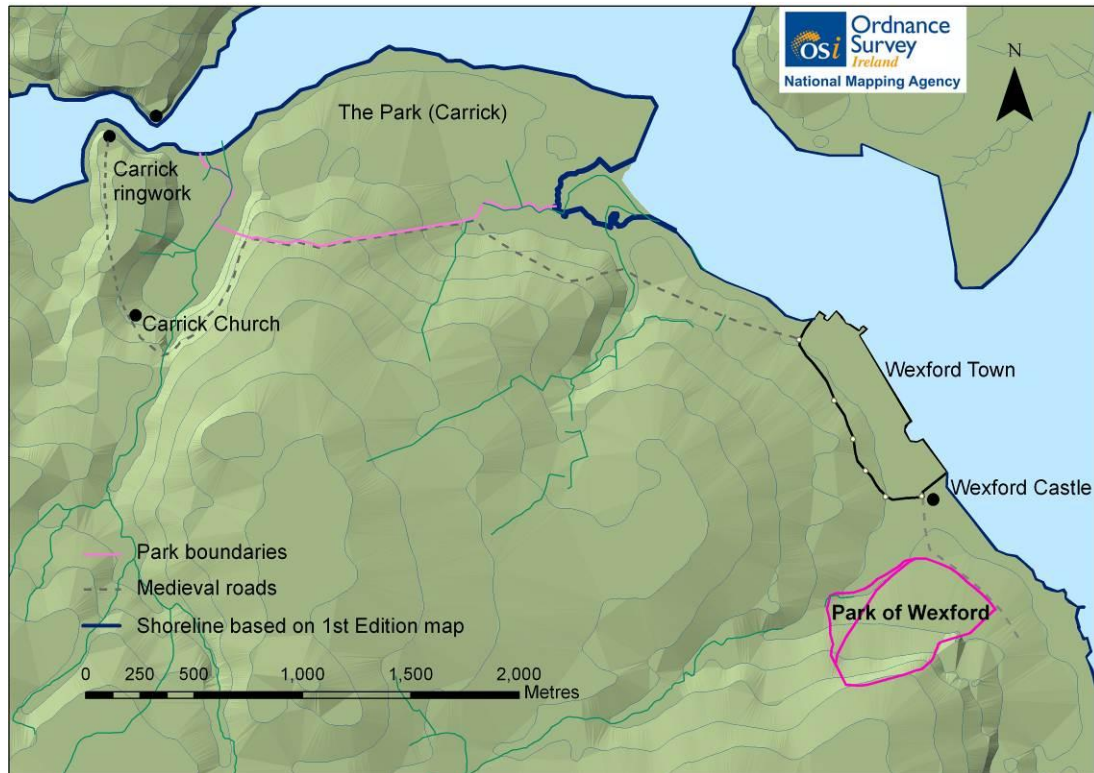 OSi
Ordnance
Survey
Ireland
National Mapping Agency
N
The Park (Carrick)
Carrick
ringwork
Carrick Church
Wexford Town
Wexford Castle
Park of Wexford
Park boundaries
Medieval roads
Shoreline based on 1st Edition map
0 250 500 1,000 1,500 2,000
Metres